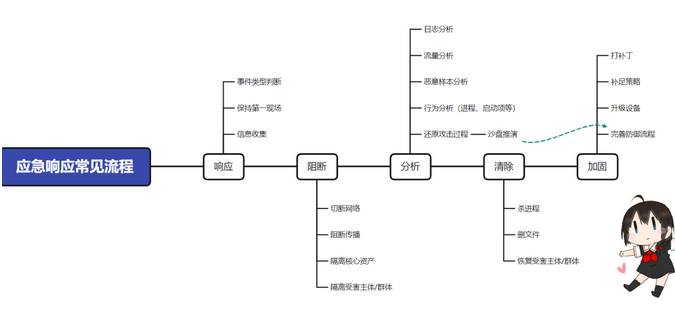 应急响应常见流程
响应
事件类型判断
保持第一现场
信息收集
阻断
切断网络
阻断传播
隔离核心资产
隔离受害主体/群体
分析
日志分析
流量分析
恶意样本分析
行为分析（进程、启动项等）
还原攻击过程
沙盘推演
清除
杀进程
删文件
恢复受害主体/群体
加固
打补丁
补足策略
升级设备
完善防御流程